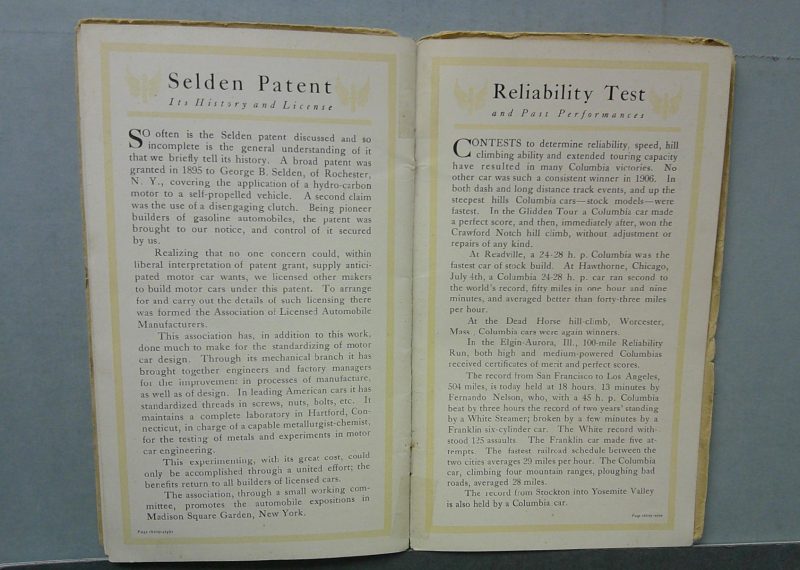 Selden Patent
Its History and License
SO often is the Selden patent discussed and so
incomplete is the general understanding of it
that we briefly tell its history. A broad patent was
granted in 1895 to George B. Selden, of Rochester,
N. Y., covering the application of a hydro-carbon
motor to a self-propelled vehicle. A second claim
was the use of a disengaging clutch. Being pioneer
builders of gasoline automobiles, the patent was
brought to our notice, and control of it secured
by us.
Realizing that no one concern could, within
liberal interpretation of patent grant, supply antici-
pated motor car wants, we licensed other makers
to build motor cars under this patent. To arrange
for and carry out the details of such licensing there
was formed the Association of Licensed Automobile
Manufacturers.
This association has, in addition to this work,
done much to make for the standardizing of motor
car design. Through its mechanical branch it has
brought together engineers and factory managers
for the improvement in processes of manufacture,
as well as of design. In leading American cars it has
standardized threads in screws, nuts, bolts, etc. It
maintains a complete laboratory in Hartford, Con-
necticut, in charge of a capable metallurgist-chemist,
for the testing of metals and experiments in motor
car engineering.
This experimenting, with its great cost, could
only be accomplished through a united effort; the
benefits return to all builders of licensed cars.
The association, through a small working com-
mittee, promotes the automobile expositions in
Madison Square Garden, New York.
Page thirty-eight
Reliability Test
and Past Performances
CONTESTS to determine reliability, speed, hill
climbing ability and extended touring capacity
have resulted in many Columbia victories. No
other car was such a consistent winner in 1906. In
both dash and long distance track events, and up the
steepest hills Columbia cars—stock models—were
fastest. In the Glidden Tour a Columbia car made
a perfect score, and then, immediately after, won the
Crawford Notch hill climb, without adjustment or
repairs of any kind.
At Readville, a 24-28 h. p. Columbia was the
fastest car of stock build. At Hawthorne, Chicago,
July 4th, a Columbia 24-28 h. p. car ran second to
the world's record, fifty miles in one hour and nine
minutes, and averaged better than forty-three miles
per hour.
At the Dead Horse hill-climb, Worcester,
Mass., Columbia cars were again winners.
In the Elgin-Aurora, Ill., 100-mile Reliability
Run, both high and medium-powered Columbias
received certificates of merit and perfect scores.
The record from San Francisco to Los Angeles,
504 miles, is today held at 18 hours. 13 minutes by
Fernando Nelson, who, with a 45 h. p. Columbia
beat by three hours the record of two years' standing
by a White Steamer; broken by a few minutes by a
Franklin six-cylinder car. The White record with-
stood 125 assaults. The Franklin car made five at-
tempts. The fastest railroad schedule between the
two cities averages 29 miles per hour. The Columbia
car, climbing four mountain ranges, ploughing bad
roads, averaged 28 miles.
The record from Stockton into Yosemite Valley
is also held by a Columbia car.
Page thirty-nine